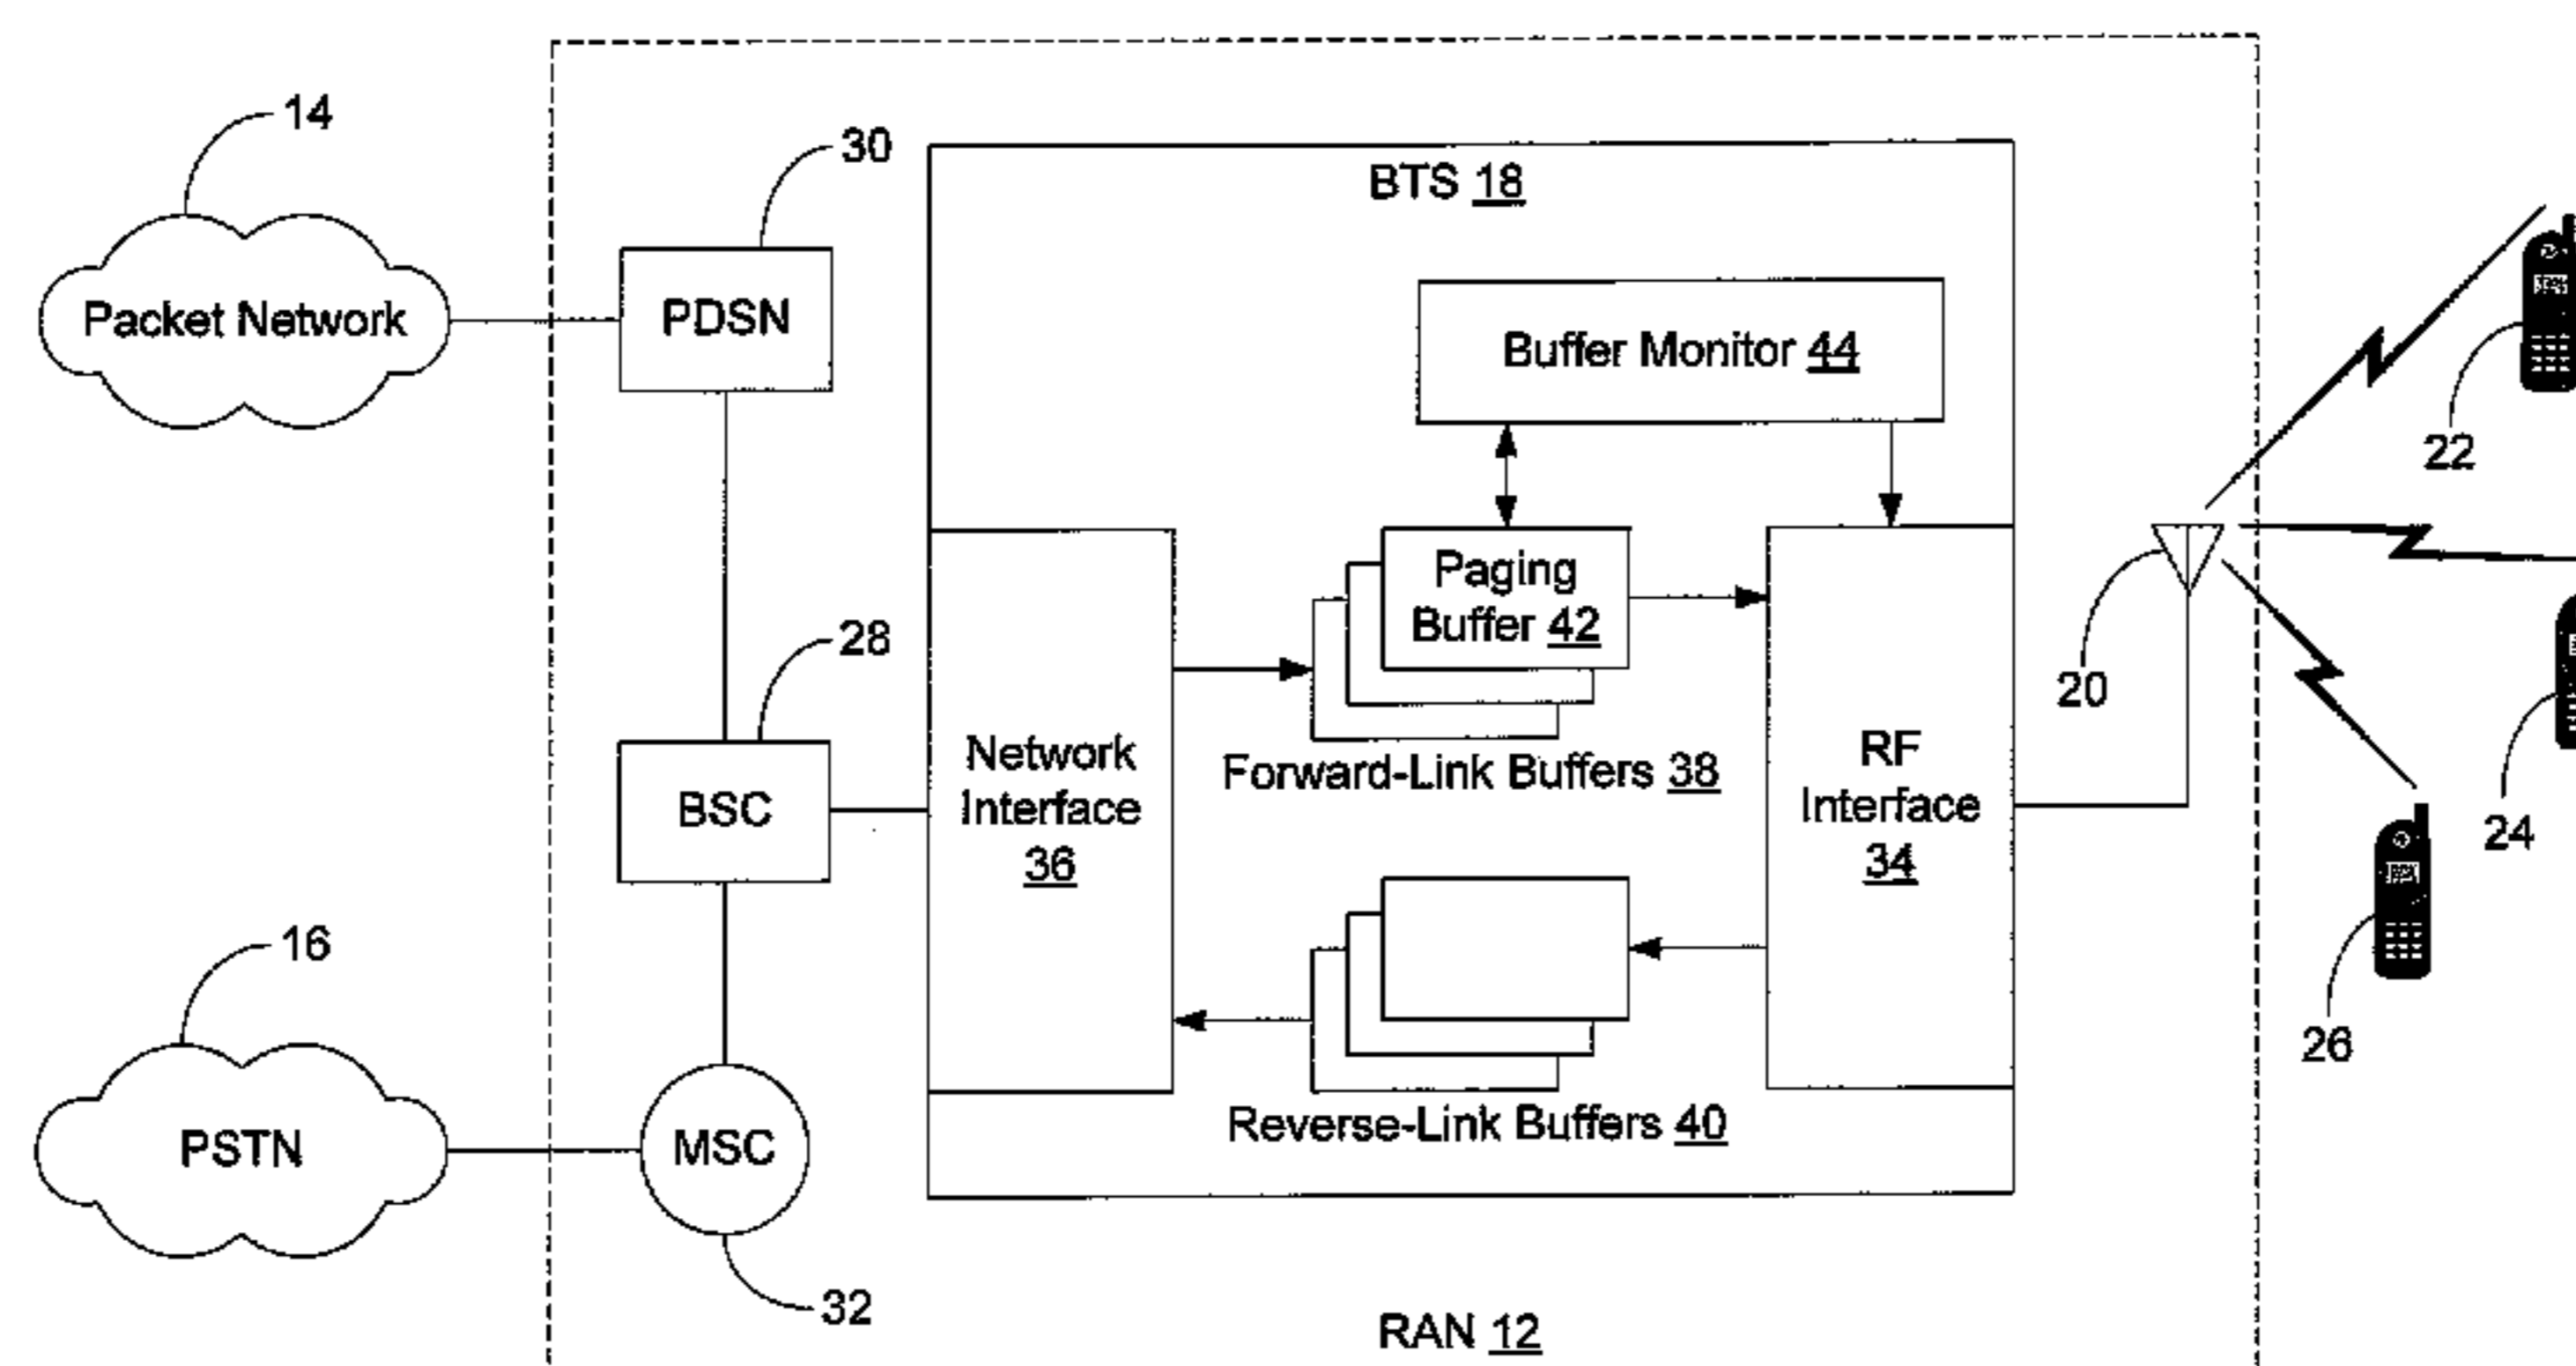 14
30
BTS 18
Packet Network
PDSN
Buffer Monitor 44
22
Paging
Buffer 42
28
20
Network
Interface
36
Forward-Link Buffers 38
RF
Interface
34
BSC
24
16
26
PSTN
MSC
Reverse-Link Buffers 40
32
RAN 12